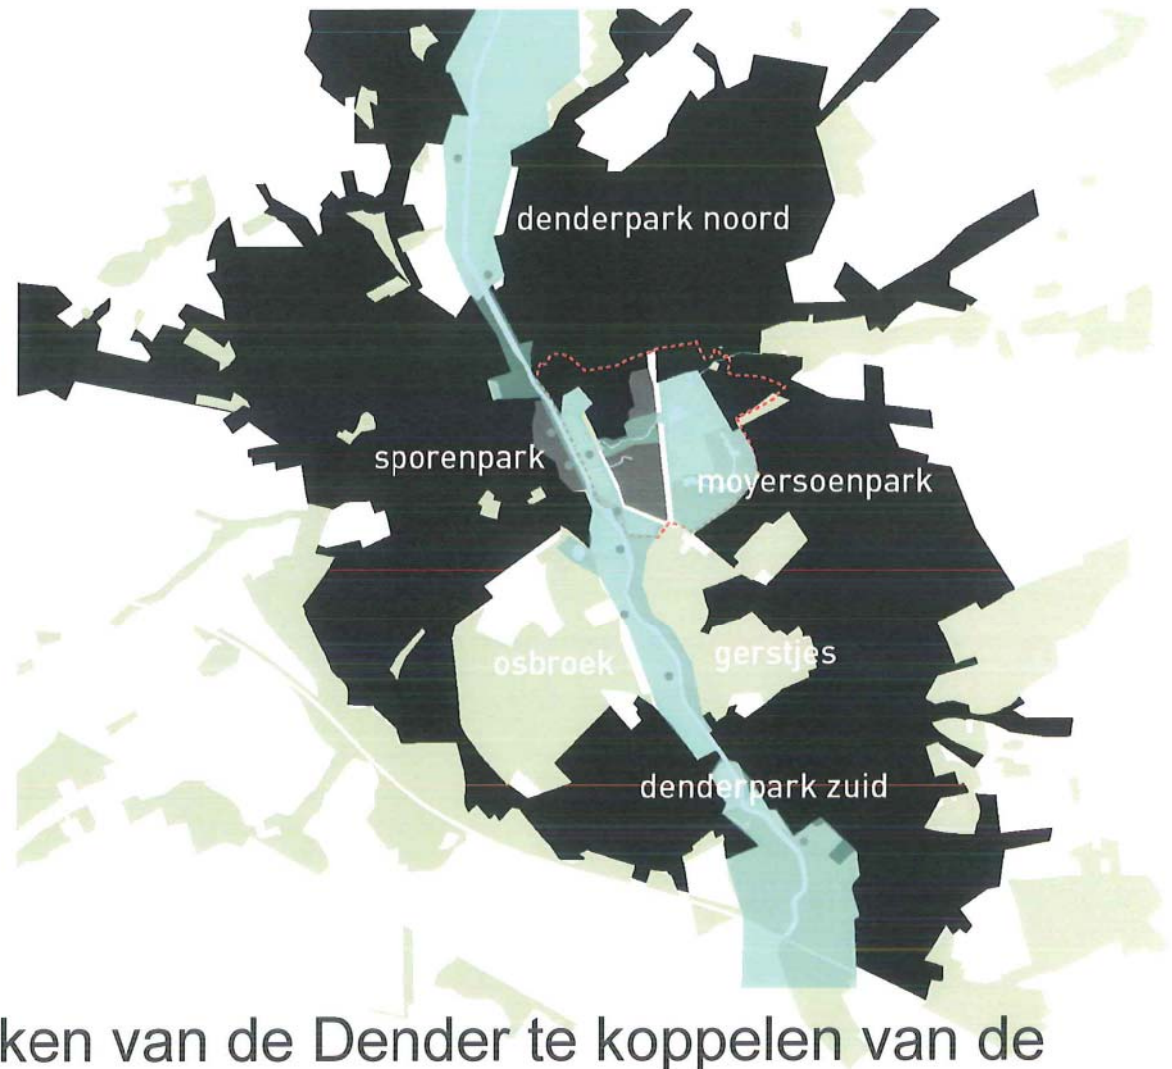 denderpark noord
sporenpark
moyersoenpark
osbroek
gerstjes
denderpark zuid
ken van de Dender te koppelen van de